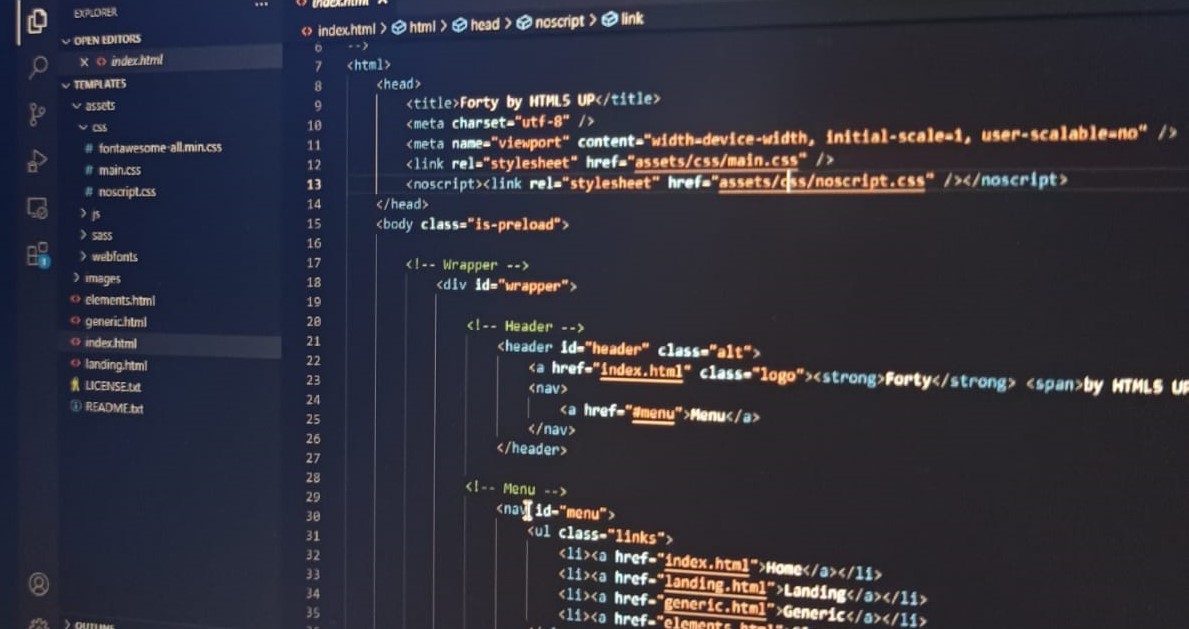 EXPLORER
...
OPEN EDITORS
index.html
TEMPLATES
assets
css
# fontawesome-all.min.css
# main.css
# noscript.css
js
sass
webfonts
images
<> elements.html
<> generic.html
<> index.html
<> landing.html
LICENSE.txt
README.txt
OUTLINE
1
index.html
<> index.html > html > head > noscript > link
6 -->
7 <html>
8 <head>
9 <title>Forty by HTML5 UP</title>
10 <meta charset="utf-8" />
11 <meta name="viewport" content="width=device-width, initial-scale=1, user-scalable=no" />
12 <link rel="stylesheet" href="assets/css/main.css" />
13 <noscript><link rel="stylesheet" href="assets/css/noscript.css" /></noscript>
14 </head>
15 <body class="is-preload">
16
17 <!-- Wrapper -->
18 <div id="wrapper">
19
20 <!-- Header -->
21 <header id="header" class="alt">
22 <a href="index.html" class="logo"><strong>Forty</strong> <span>by HTML5 UP
23 <nav>
24 <a href="#menu">Menu</a>
25 </nav>
26 </header>
27
28 <!-- Menu -->
29 <nav id="menu">
30 <ul class="links">
31 <li><a href="index.html">Home</a></li>
32 <li><a href="landing.html">Landing</a></li>
33 <li><a href="generic.html">Generic</a></li>
34 <li><a href="elements.html">
35